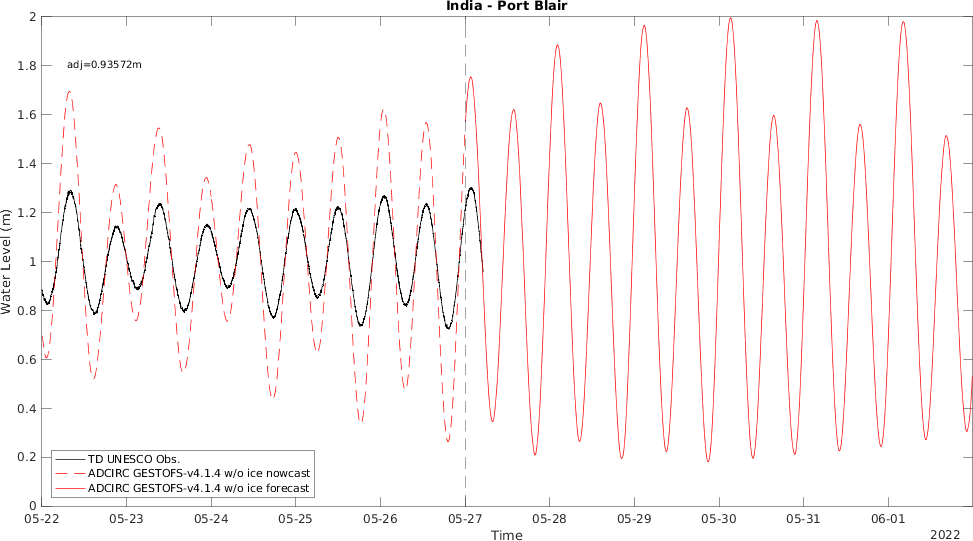 India - Port Blair
adj=0.93572m
Water Level (m)
2
1.8
1.6
1.4
1.2
1
0.8
0.6
0.4
0.2
0
TD UNESCO Obs.
ADCIRC GESTOFS-v4.1.4 w/o ice nowcast
ADCIRC GESTOFS-v4.1.4 w/o ice forecast
05-22 05-23 05-24 05-25 05-26 05-27 05-28 05-29 05-30 05-31 06-01
Time
2022